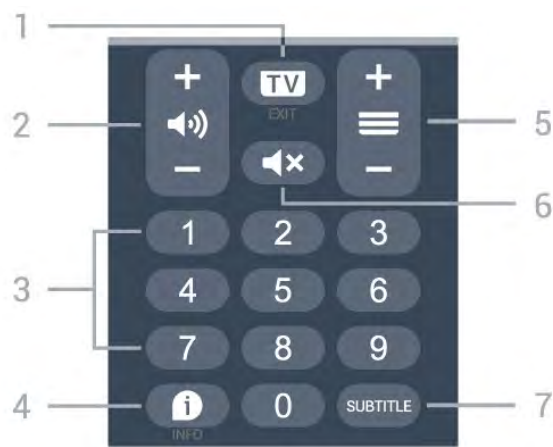 1
+ TV +
EXIT
2 5
− −
6
1 2 3
3
4 5 6
7 8 9
4 i 0 SUBTITLE 7
INFO